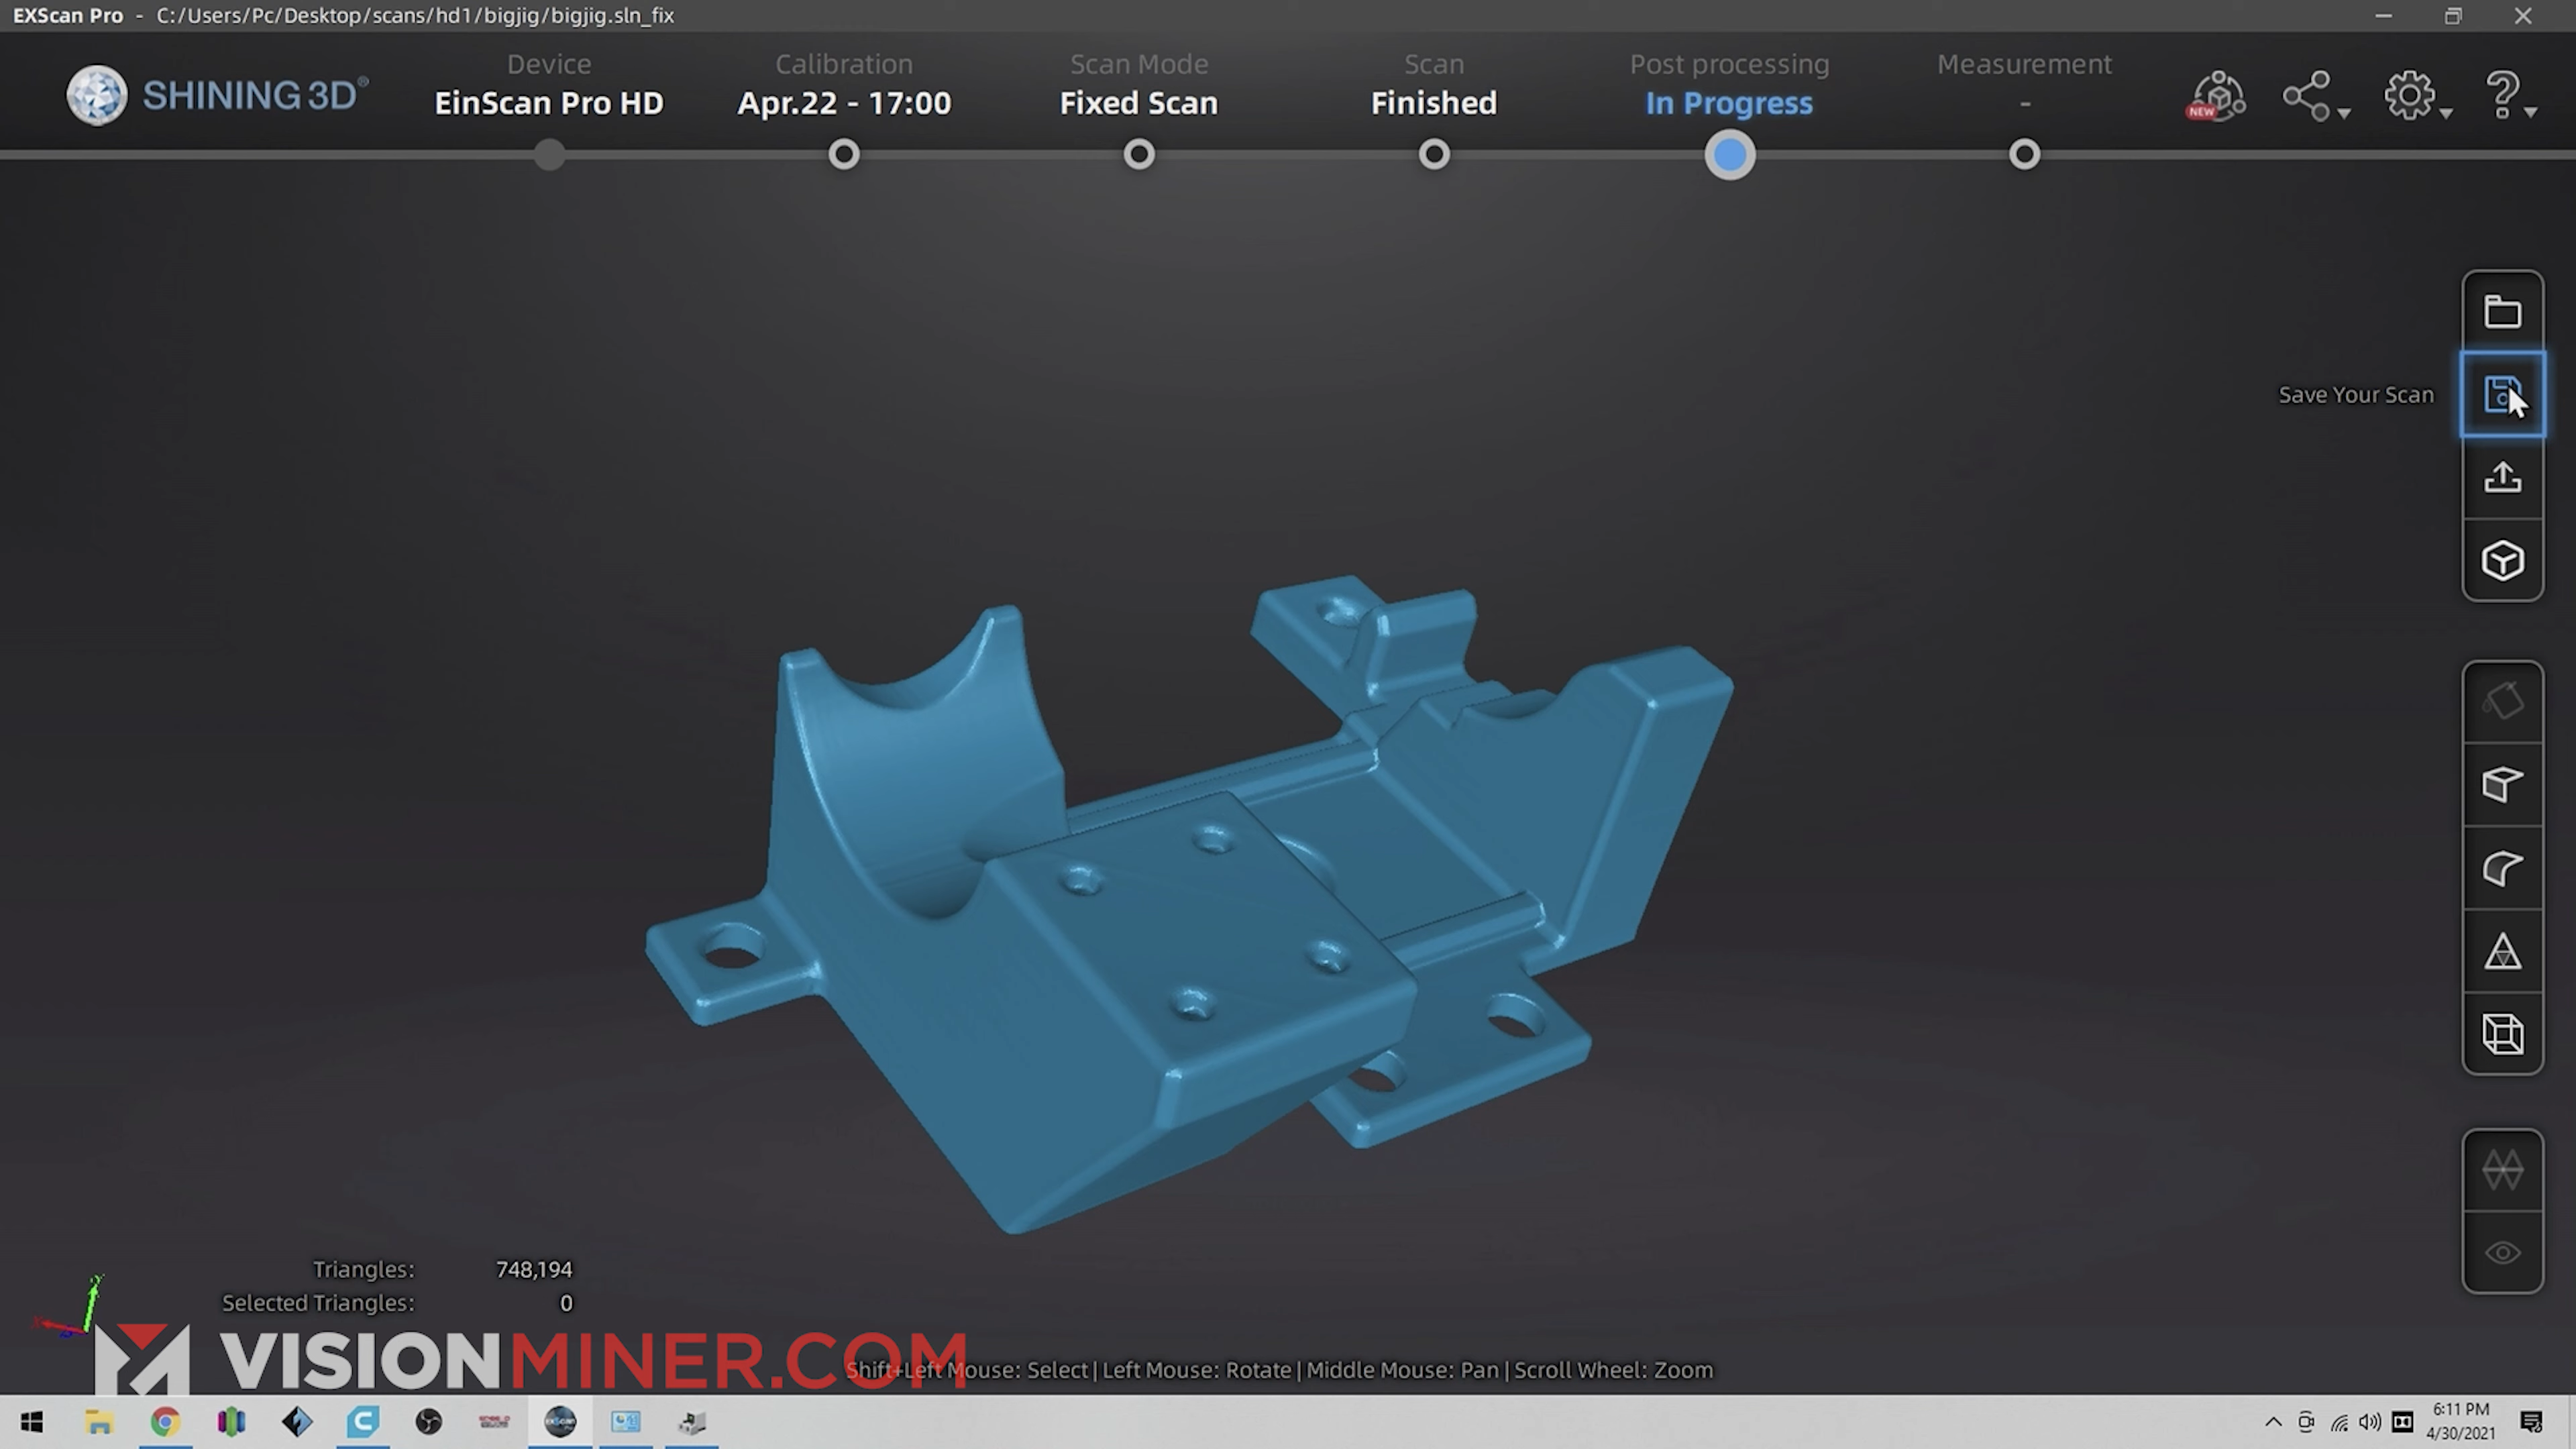 EXScan Pro - C:/Users/Pc/Desktop/scans/hd1/bigjig/bigjig.sln_fix
SHINING 3D®
Device
EinScan Pro HD
Calibration
Apr.22 - 17:00
Scan Mode
Fixed Scan
Scan
Finished
Post processing
In Progress
Measurement
-
NEW
Save Your Scan
Triangles: 748,194
Selected Triangles: 0
VISIONMINER.COM
Shift+Left Mouse: Select | Left Mouse: Rotate | Middle Mouse: Pan | Scroll Wheel: Zoom
6:11 PM
4/30/2021